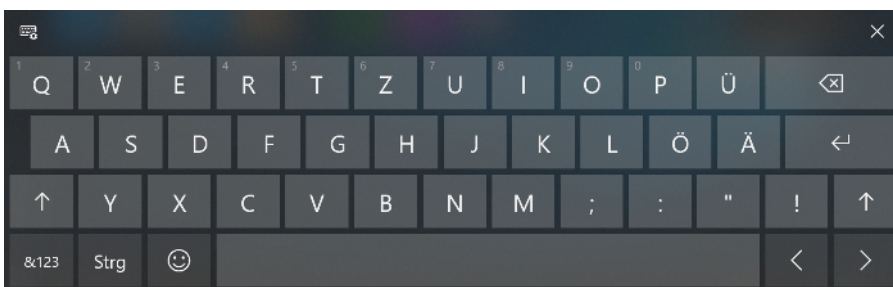 1 Q 2 W 3 E 4 R 5 T 6 Z 7 U 8 I 9 O 0 P Ü
A S D F G H J K L Ö Ä
Y X C V B N M ; : " !
&123 Strg